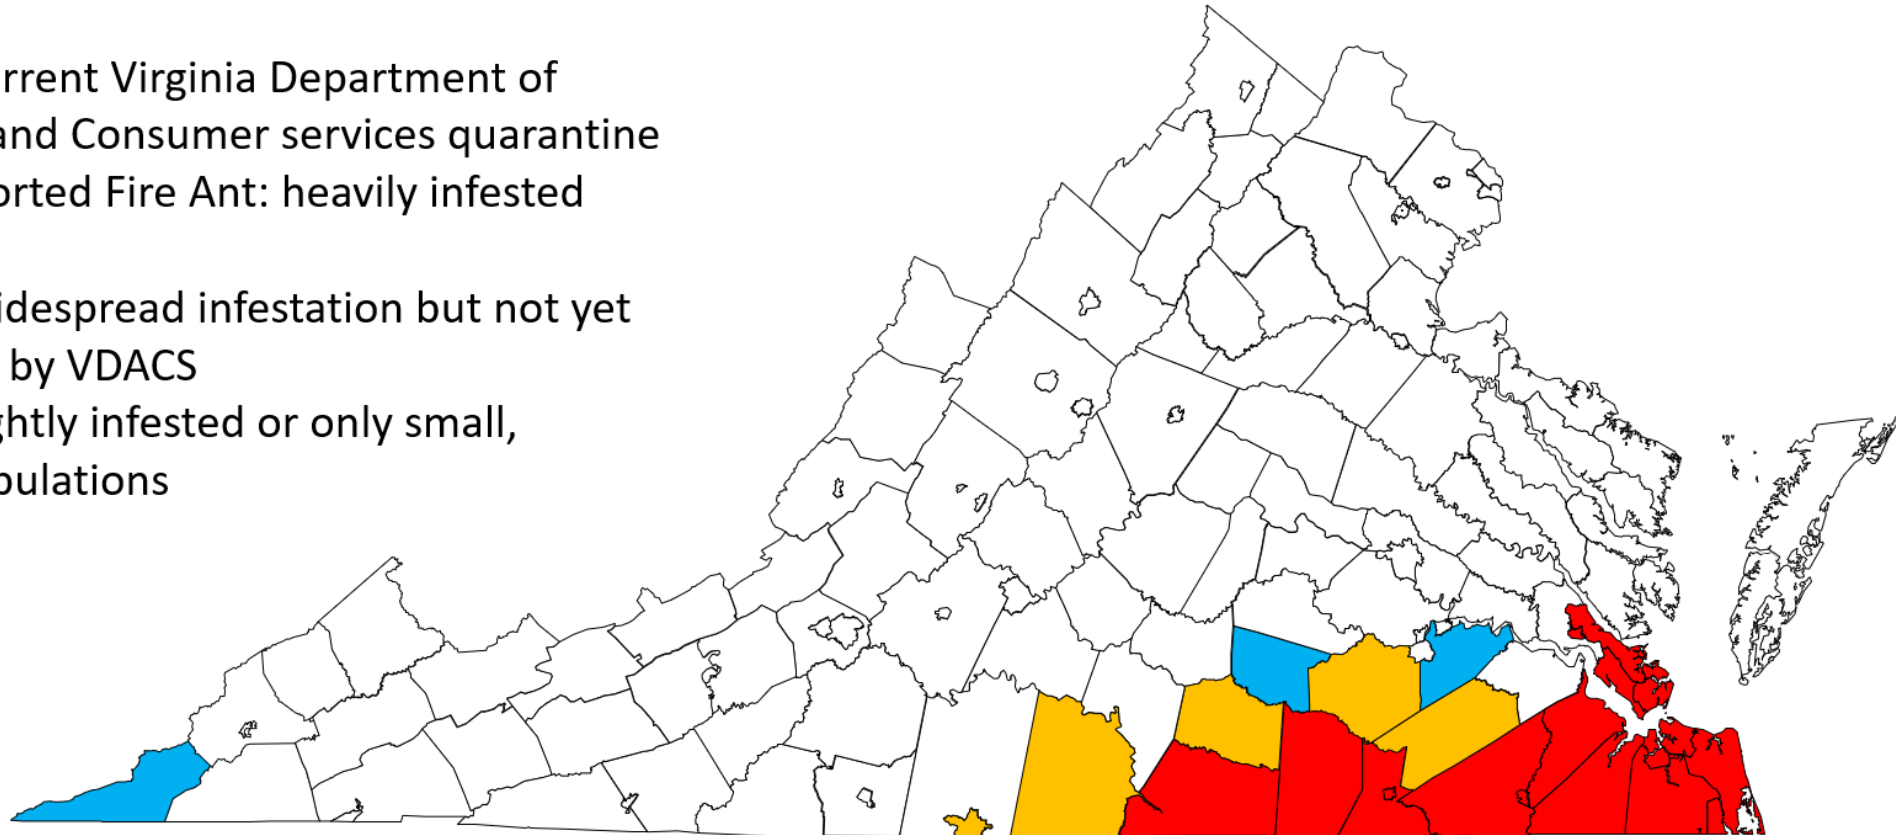 rrent Virginia Department of
and Consumer services quarantine
orted Fire Ant: heavily infested
idespread infestation but not yet
by VDACS
ghtly infested or only small,
pulations